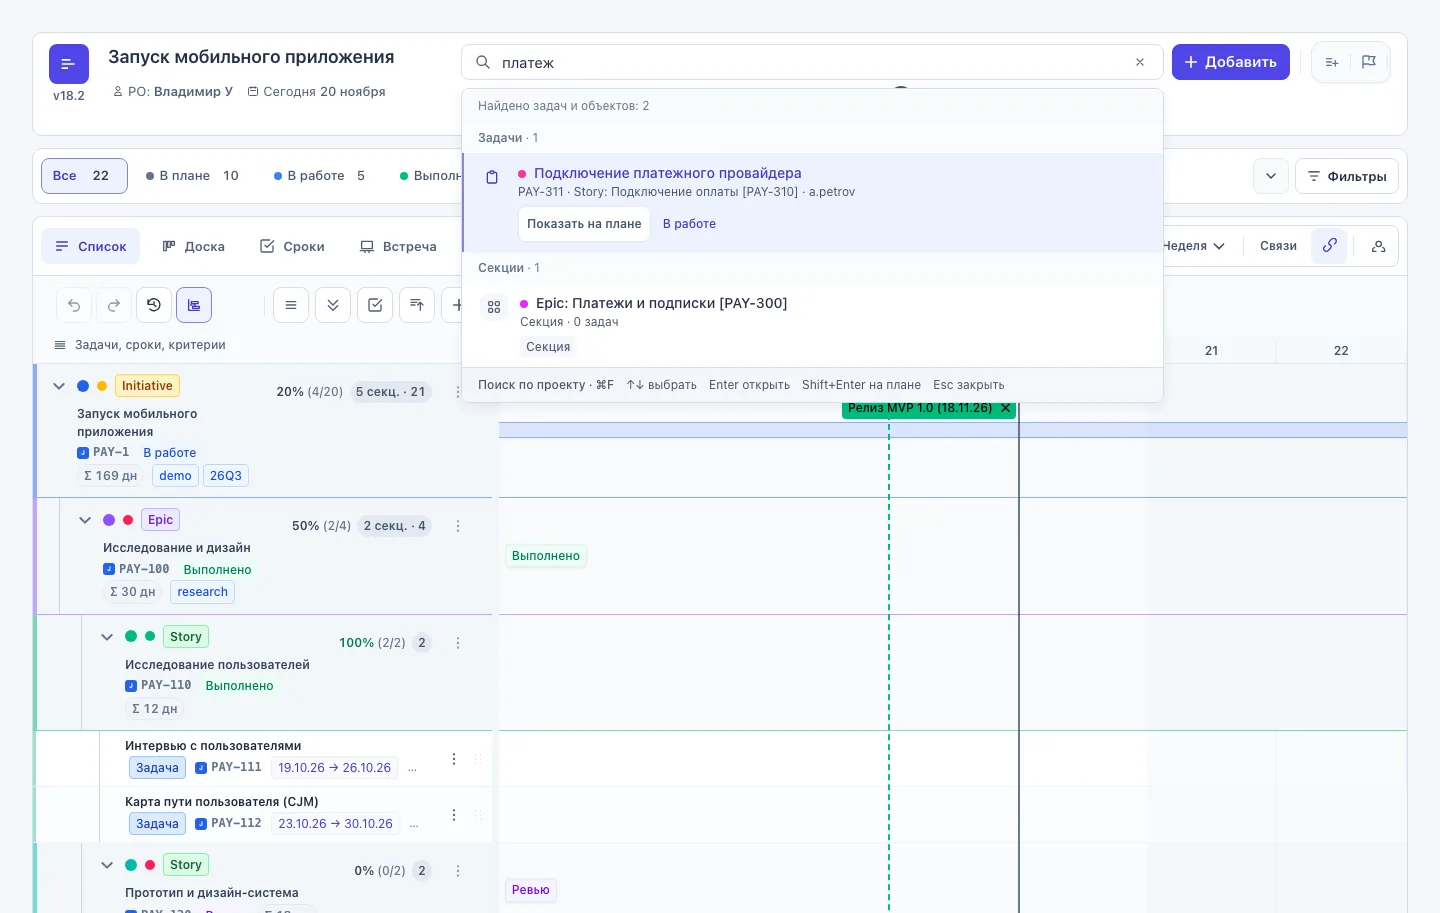 Запуск мобильного приложения
v18.2
PO: Владимир У
Сегодня 20 ноября
платеж
Добавить
Найдено задач и объектов: 2
Задачи · 1
Подключение платежного провайдера
PAY-311 · Story: Подключение оплаты [PAY-310] · a.petrov
Показать на плане
В работе
Секции · 1
Epic: Платежи и подписки [PAY-300]
Секция · 0 задач
Секция
Поиск по проекту · ⌘F ↑↓ выбрать Enter открыть Shift+Enter на плане Esc закрыть
Все 22
В плане 10
В работе 5
Выполн
Фильтры
Список
Доска
Сроки
Встреча
Неделя
Связи
Задачи, сроки, критерии
21
22
Initiative
20% (4/20)
5 секц. · 21
Запуск мобильного
приложения
PAY-1 В работе
Σ 169 дн demo 26Q3
Релиз MVP 1.0 (18.11.26) ✕
Epic
50% (2/4)
2 секц. · 4
Исследование и дизайн
PAY-100 Выполнено
Σ 30 дн research
Выполнено
Story
100% (2/2) 2
Исследование пользователей
PAY-110 Выполнено
Σ 12 дн
Интервью с пользователями
Задача PAY-111 19.10.26 → 26.10.26 ...
Карта пути пользователя (CJM)
Задача PAY-112 23.10.26 → 30.10.26 ...
Story
0% (0/2) 2
Прототип и дизайн-система
Ревью